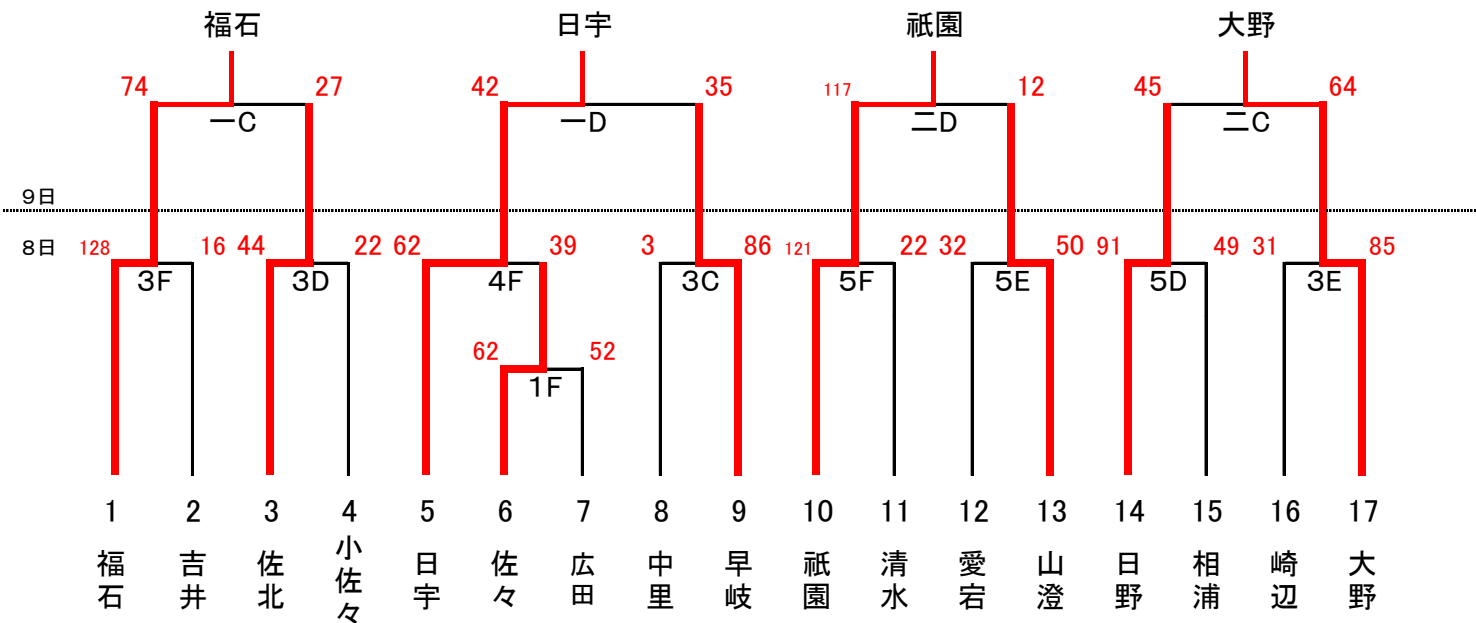 福石 日宇 祇園 大野
74 27 42 35 117 12 45 64
一C 一D 二D 二C
9日
8日 128 16 44 22 62 39 3 86 121 22 32 50 91 49 31 85
3F 3D 4F 3C 5F 5E 5D 3E
62 52
1F
1 2 3 4 5 6 7 8 9 10 11 12 13 14 15 16 17
福石 吉井 佐北 小佐々 日宇 佐々 広田 中里 早岐 祇園 清水 愛宕 山澄 日野 相浦 崎辺 大野